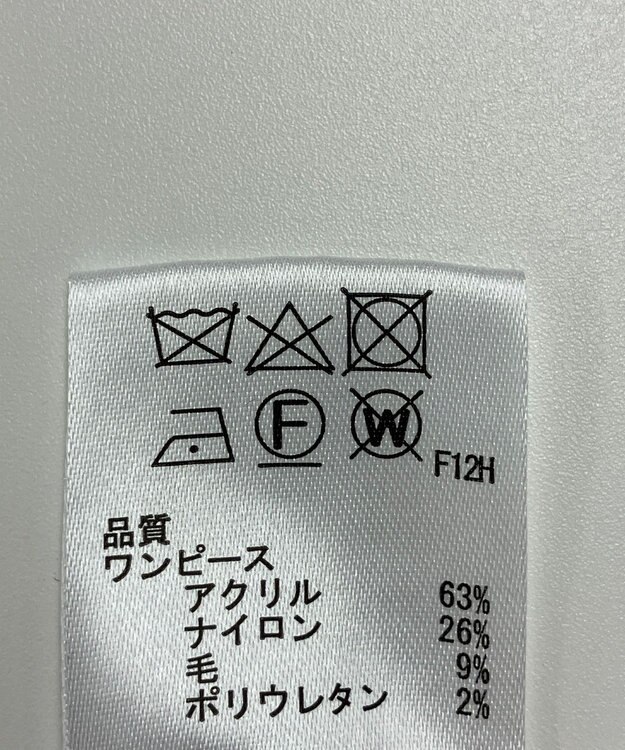 F W F12H
品質
ワンピース
アクリル 63%
ナイロン 26%
毛 9%
ポリウレタン 2%